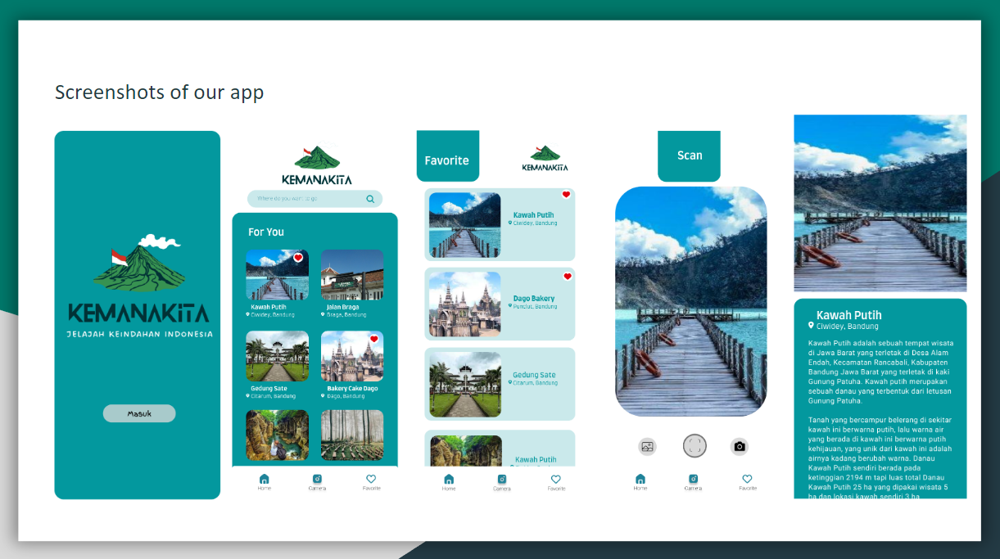 Screenshots of our app
KEMANAKITA
JELAJAH KEINDAHAN INDONESIA
Masuk
KEMANAKITA
Where do you want to go
For You
Kawah Putih
Ciwidey, Bandung
Jalan Braga
Braga, Bandung
Gedung Sate
Citarum, Bandung
Bakery Cake Dago
Dago, Bandung
Home
Camera
Favorite
Favorite
KEMANAKITA
Kawah Putih
Ciwidey, Bandung
Dago Bakery
Punclut, Bandung
Gedung Sate
Citarum, Bandung
Kawah Putih
Home
Camera
Favorite
Scan
Home
Camera
Favorite
Kawah Putih
Ciwidey, Bandung
Kawah Putih adalah sebuah tempat wisata
di Jawa Barat yang terletak di Desa Alam
Endah, Kecamatan Rancabali, Kabupaten
Bandung Jawa Barat yang terletak di kaki
Gunung Patuha. Kawah putih merupakan
sebuah danau yang terbentuk dari letusan
Gunung Patuha.
Tanah yang bercampur belerang di sekitar
kawah ini berwarna putih, lalu warna air
yang berada di kawah ini berwarna putih
kehijauan, yang unik dari kawah ini adalah
airnya kadang berubah warna. Danau
Kawah Putih sendiri berada pada
ketinggian 2194 m tapi luas total Danau
Kawah Putih 25 ha yang dipakai wisata 5
ha dan lokasi kawah sendiri 3 ha